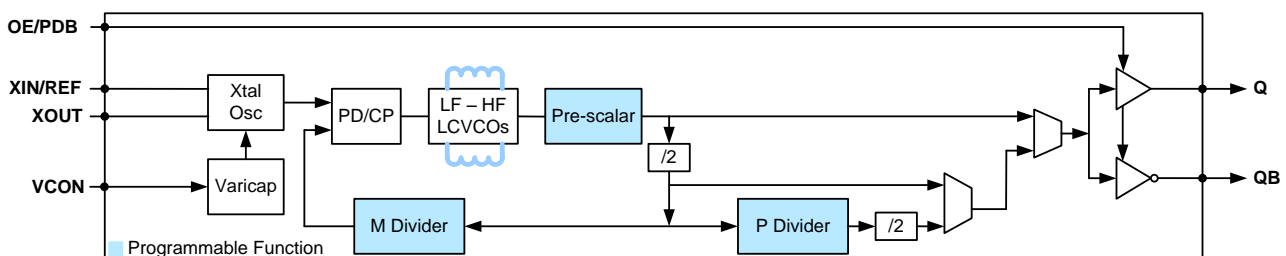 OE/PDB
XIN/REF
XOUT
VCON
Xtal
Osc
Varicap
PD/CP
LF – HF
LCVCOs
Pre-scalar
/2
M Divider
P Divider
/2
Q
QB
Programmable Function